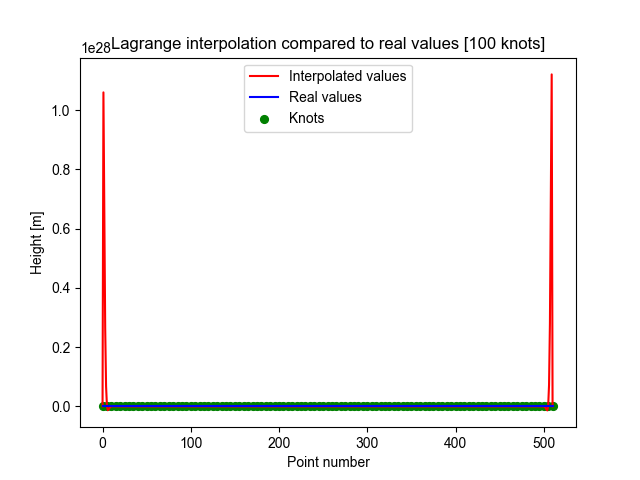 Lagrange interpolation compared to real values [100 knots]
1e28
Interpolated values
Real values
Knots
1.0
0.8
0.6
0.4
0.2
0.0
Height [m]
0 100 200 300 400 500
Point number